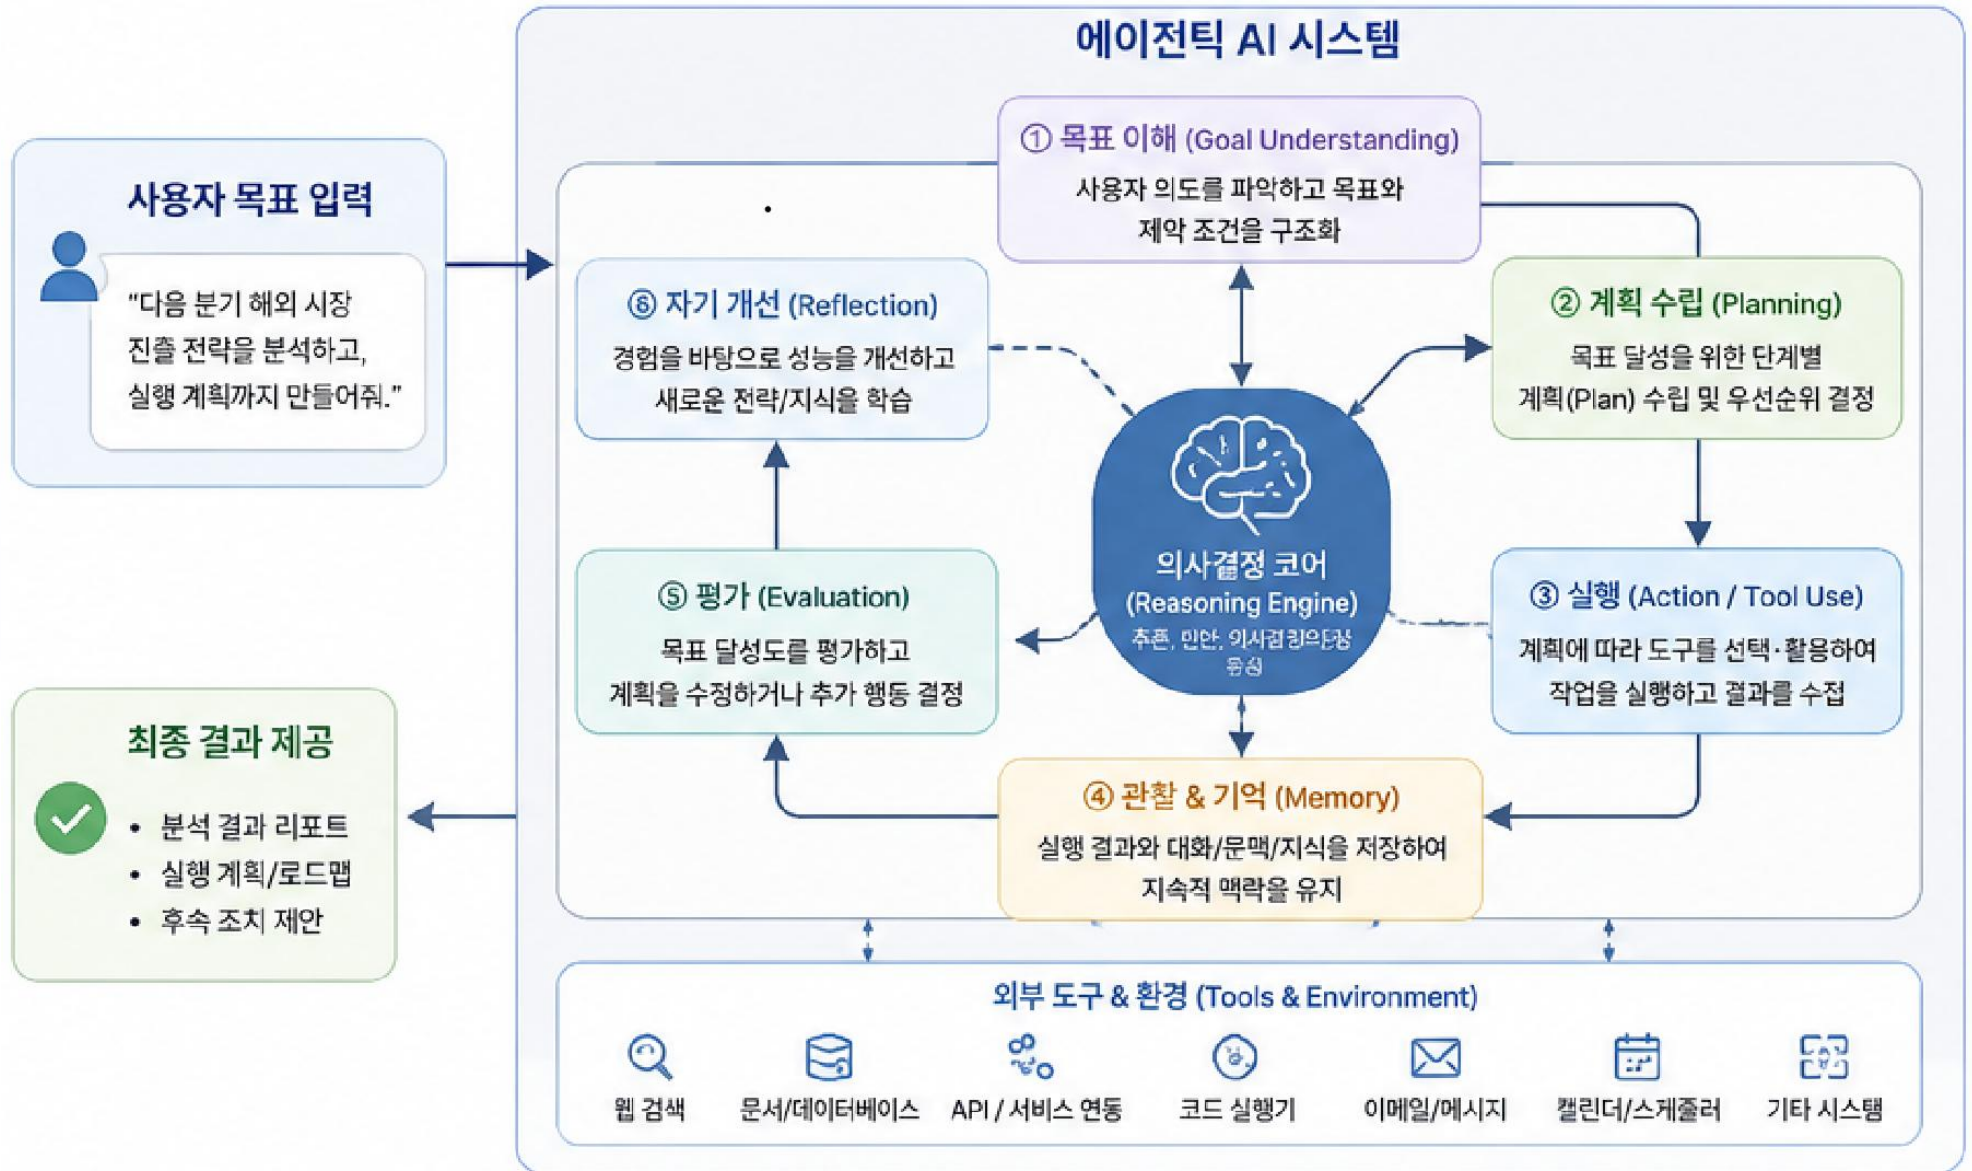 에이전틱 AI 시스템
사용자 목표 입력
"다음 분기 해외 시장
진출 전략을 분석하고,
실행 계획까지 만들어줘."
① 목표 이해 (Goal Understanding)
사용자 의도를 파악하고 목표와
제약 조건을 구조화
② 계획 수립 (Planning)
목표 달성을 위한 단계별
계획(Plan) 수립 및 우선순위 결정
③ 실행 (Action / Tool Use)
계획에 따라 도구를 선택·활용하여
작업을 실행하고 결과를 수집
④ 관찰 & 기억 (Memory)
실행 결과와 대화/문맥/지식을 저장하여
지속적 맥락을 유지
⑤ 평가 (Evaluation)
목표 달성도를 평가하고
계획을 수정하거나 추가 행동 결정
⑥ 자기 개선 (Reflection)
경험을 바탕으로 성능을 개선하고
새로운 전략/지식을 학습
의사결정 코어
(Reasoning Engine)
최종 결과 제공
• 분석 결과 리포트
• 실행 계획/로드맵
• 후속 조치 제안
외부 도구 & 환경 (Tools & Environment)
웹 검색
문서/데이터베이스
API / 서비스 연동
코드 실행기
이메일/메시지
캘린더/스케줄러
기타 시스템